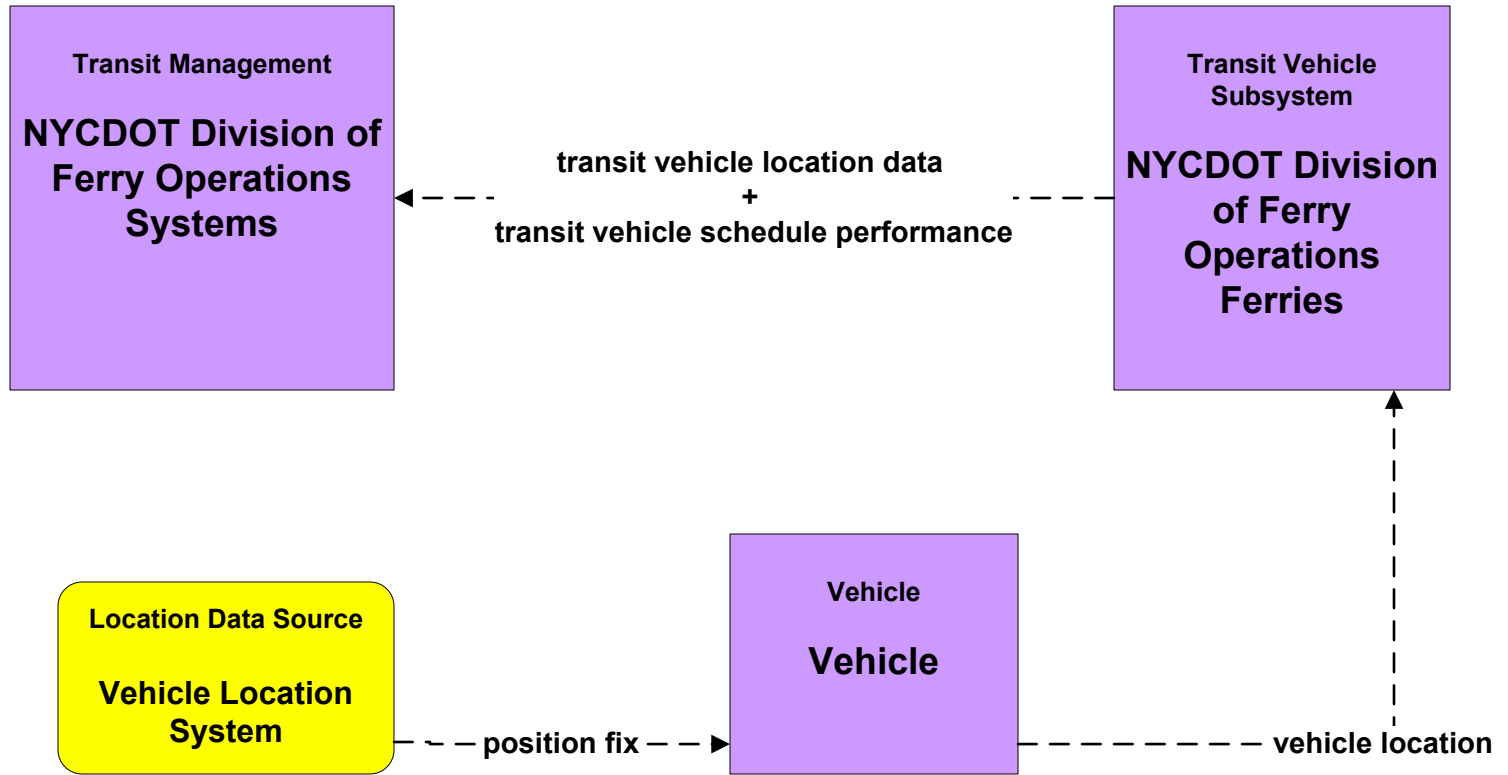 Transit Management
NYCDOT Division of
Ferry Operations
Systems
transit vehicle location data
+
transit vehicle schedule performance
Transit Vehicle
Subsystem
NYCDOT Division
of Ferry
Operations
Ferries
Location Data Source
Vehicle Location
System
position fix
Vehicle
Vehicle
vehicle location